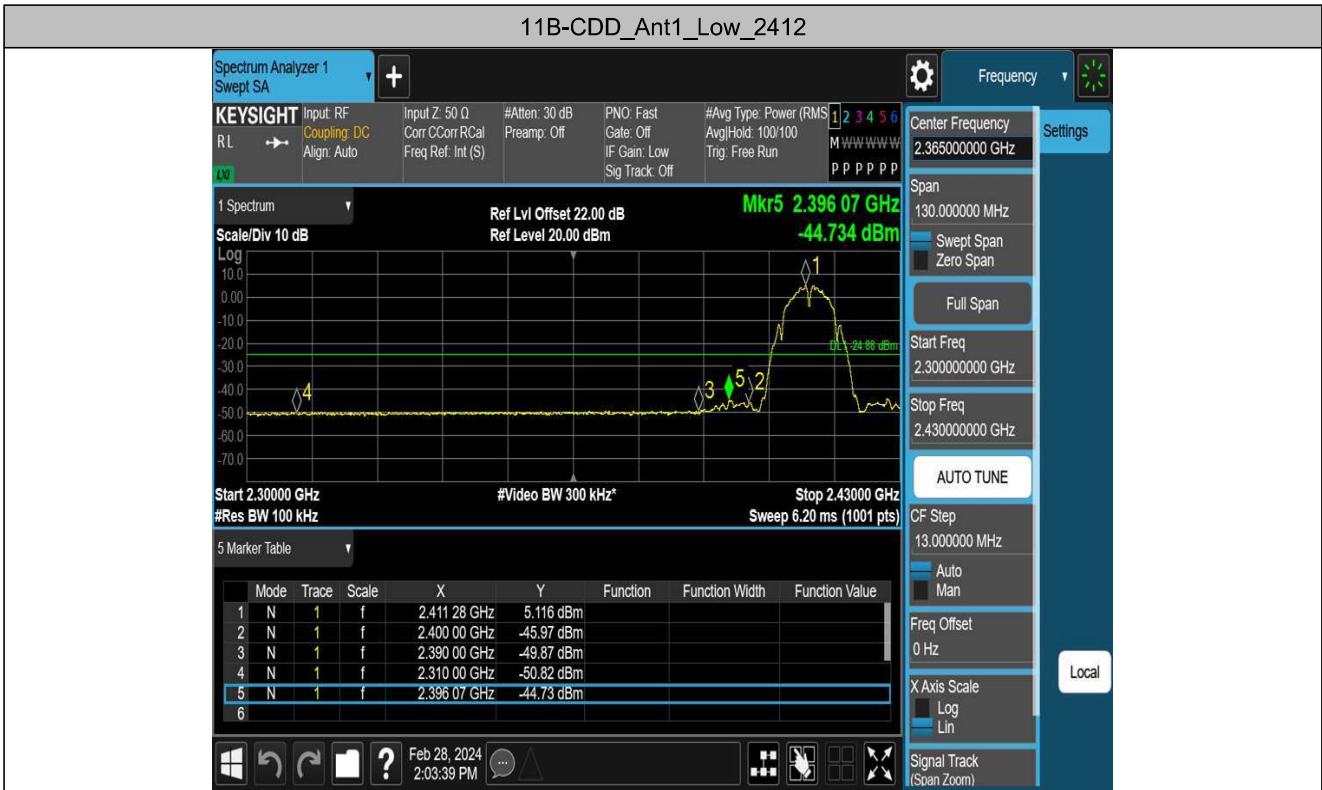 11B-CDD_Ant1_Low_2412
Spectrum Analyzer 1
Swept SA
+
Frequency
KEYSIGHT
RL
LXI
Input: RF
Coupling: DC
Align: Auto
Input Z: 50 Ω
Corr CCorr RCal
Freq Ref: Int (S)
#Atten: 30 dB
Preamp: Off
PNO: Fast
Gate: Off
IF Gain: Low
Sig Track: Off
#Avg Type: Power (RMS
Avg|Hold: 100/100
Trig: Free Run
1 2 3 4 5 6
M W W W W W
P P P P P P
1 Spectrum
Scale/Div 10 dB
Ref Lvl Offset 22.00 dB
Ref Level 20.00 dBm
Mkr5 2.396 07 GHz
-44.734 dBm
Log
10.0
0.00
-10.0
-20.0
-30.0
-40.0
-50.0
-60.0
-70.0
1
DL1 -24.88 dBm
4
3
5
2
Start 2.30000 GHz
#Video BW 300 kHz*
Stop 2.43000 GHz
#Res BW 100 kHz
Sweep 6.20 ms (1001 pts)
5 Marker Table
Mode Trace Scale X Y Function Function Width Function Value
1 N 1 f 2.411 28 GHz 5.116 dBm
2 N 1 f 2.400 00 GHz -45.97 dBm
3 N 1 f 2.390 00 GHz -49.87 dBm
4 N 1 f 2.310 00 GHz -50.82 dBm
5 N 1 f 2.396 07 GHz -44.73 dBm
6
?
Feb 28, 2024
2:03:39 PM
Center Frequency
2.365000000 GHz
Settings
Span
130.000000 MHz
Swept Span
Zero Span
Full Span
Start Freq
2.300000000 GHz
Stop Freq
2.430000000 GHz
AUTO TUNE
CF Step
13.000000 MHz
Auto
Man
Freq Offset
0 Hz
X Axis Scale
Log
Lin
Local
Signal Track
(Span Zoom)